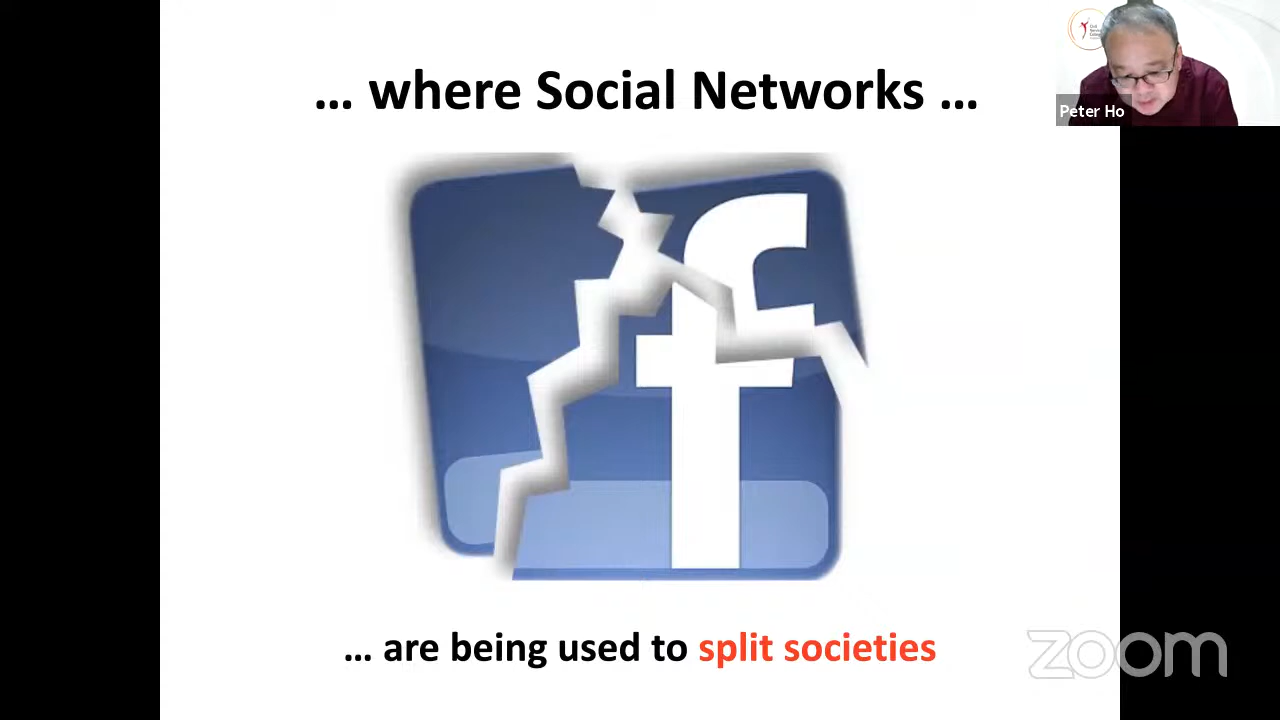 ... where Social Networks ...
Peter Ho
f
... are being used to split societies
zoom